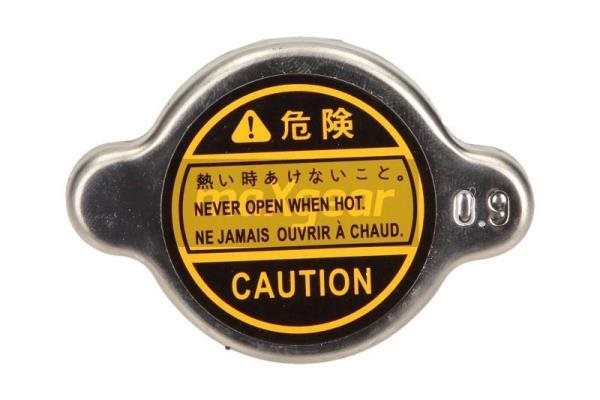 危険
熱い時あけないこと。
NEVER OPEN WHEN HOT.
NE JAMAIS OUVRIR À CHAUD.
CAUTION
0.9
maxgear